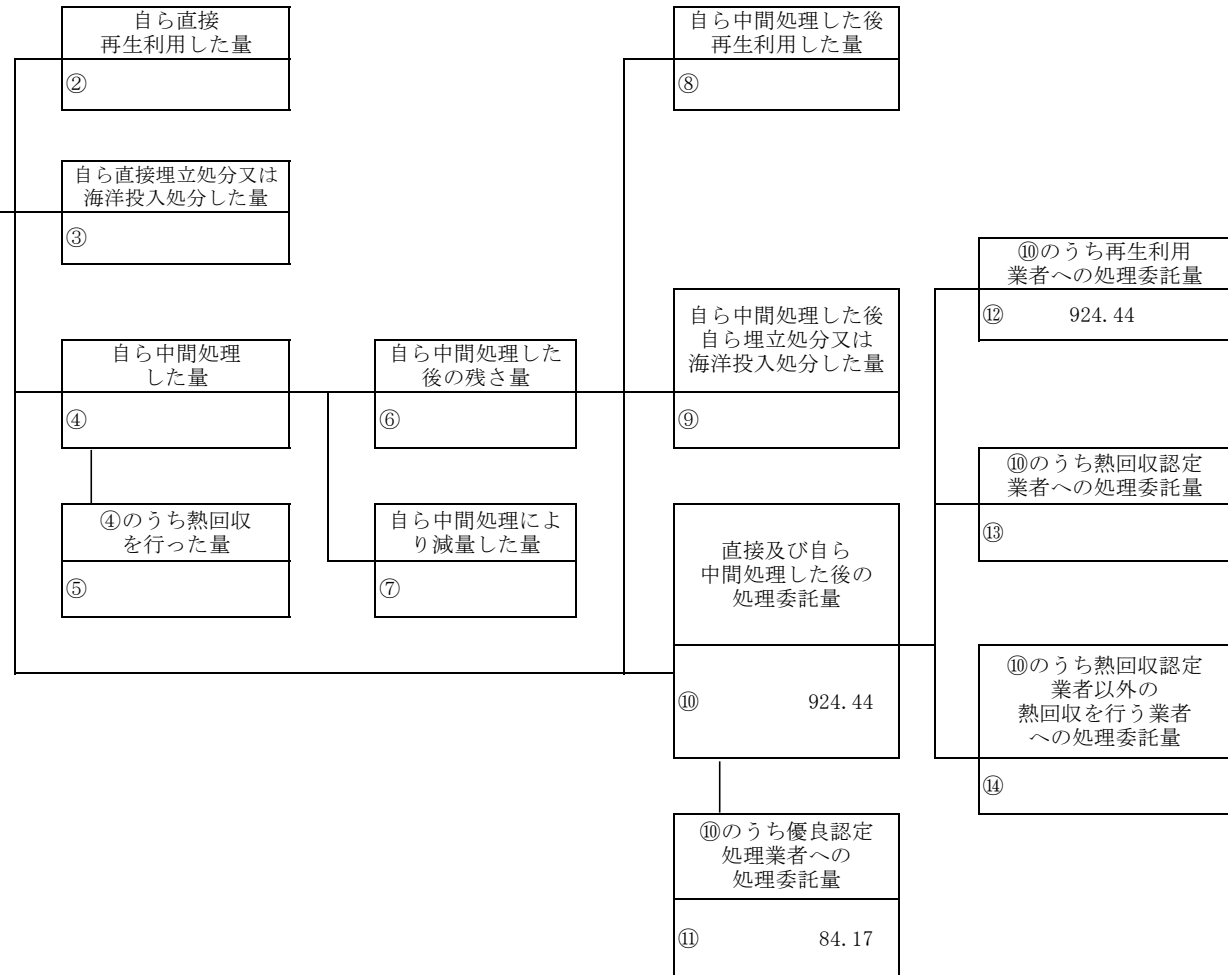 自ら直接
再生利用した量
②
自ら直接埋立処分又は
海洋投入処分した量
③
自ら中間処理
した量
④
④のうち熱回収
を行った量
⑤
自ら中間処理した
後の残さ量
⑥
自ら中間処理によ
り減量した量
⑦
自ら中間処理した後
再生利用した量
⑧
自ら中間処理した後
自ら埋立処分又は
海洋投入処分した量
⑨
直接及び自ら
中間処理した後の
処理委託量
⑩ 924.44
⑩のうち優良認定
処理業者への
処理委託量
⑪ 84.17
⑩のうち再生利用
業者への処理委託量
⑫ 924.44
⑩のうち熱回収認定
業者への処理委託量
⑬
⑩のうち熱回収認定
業者以外の
熱回収を行う業者
への処理委託量
⑭